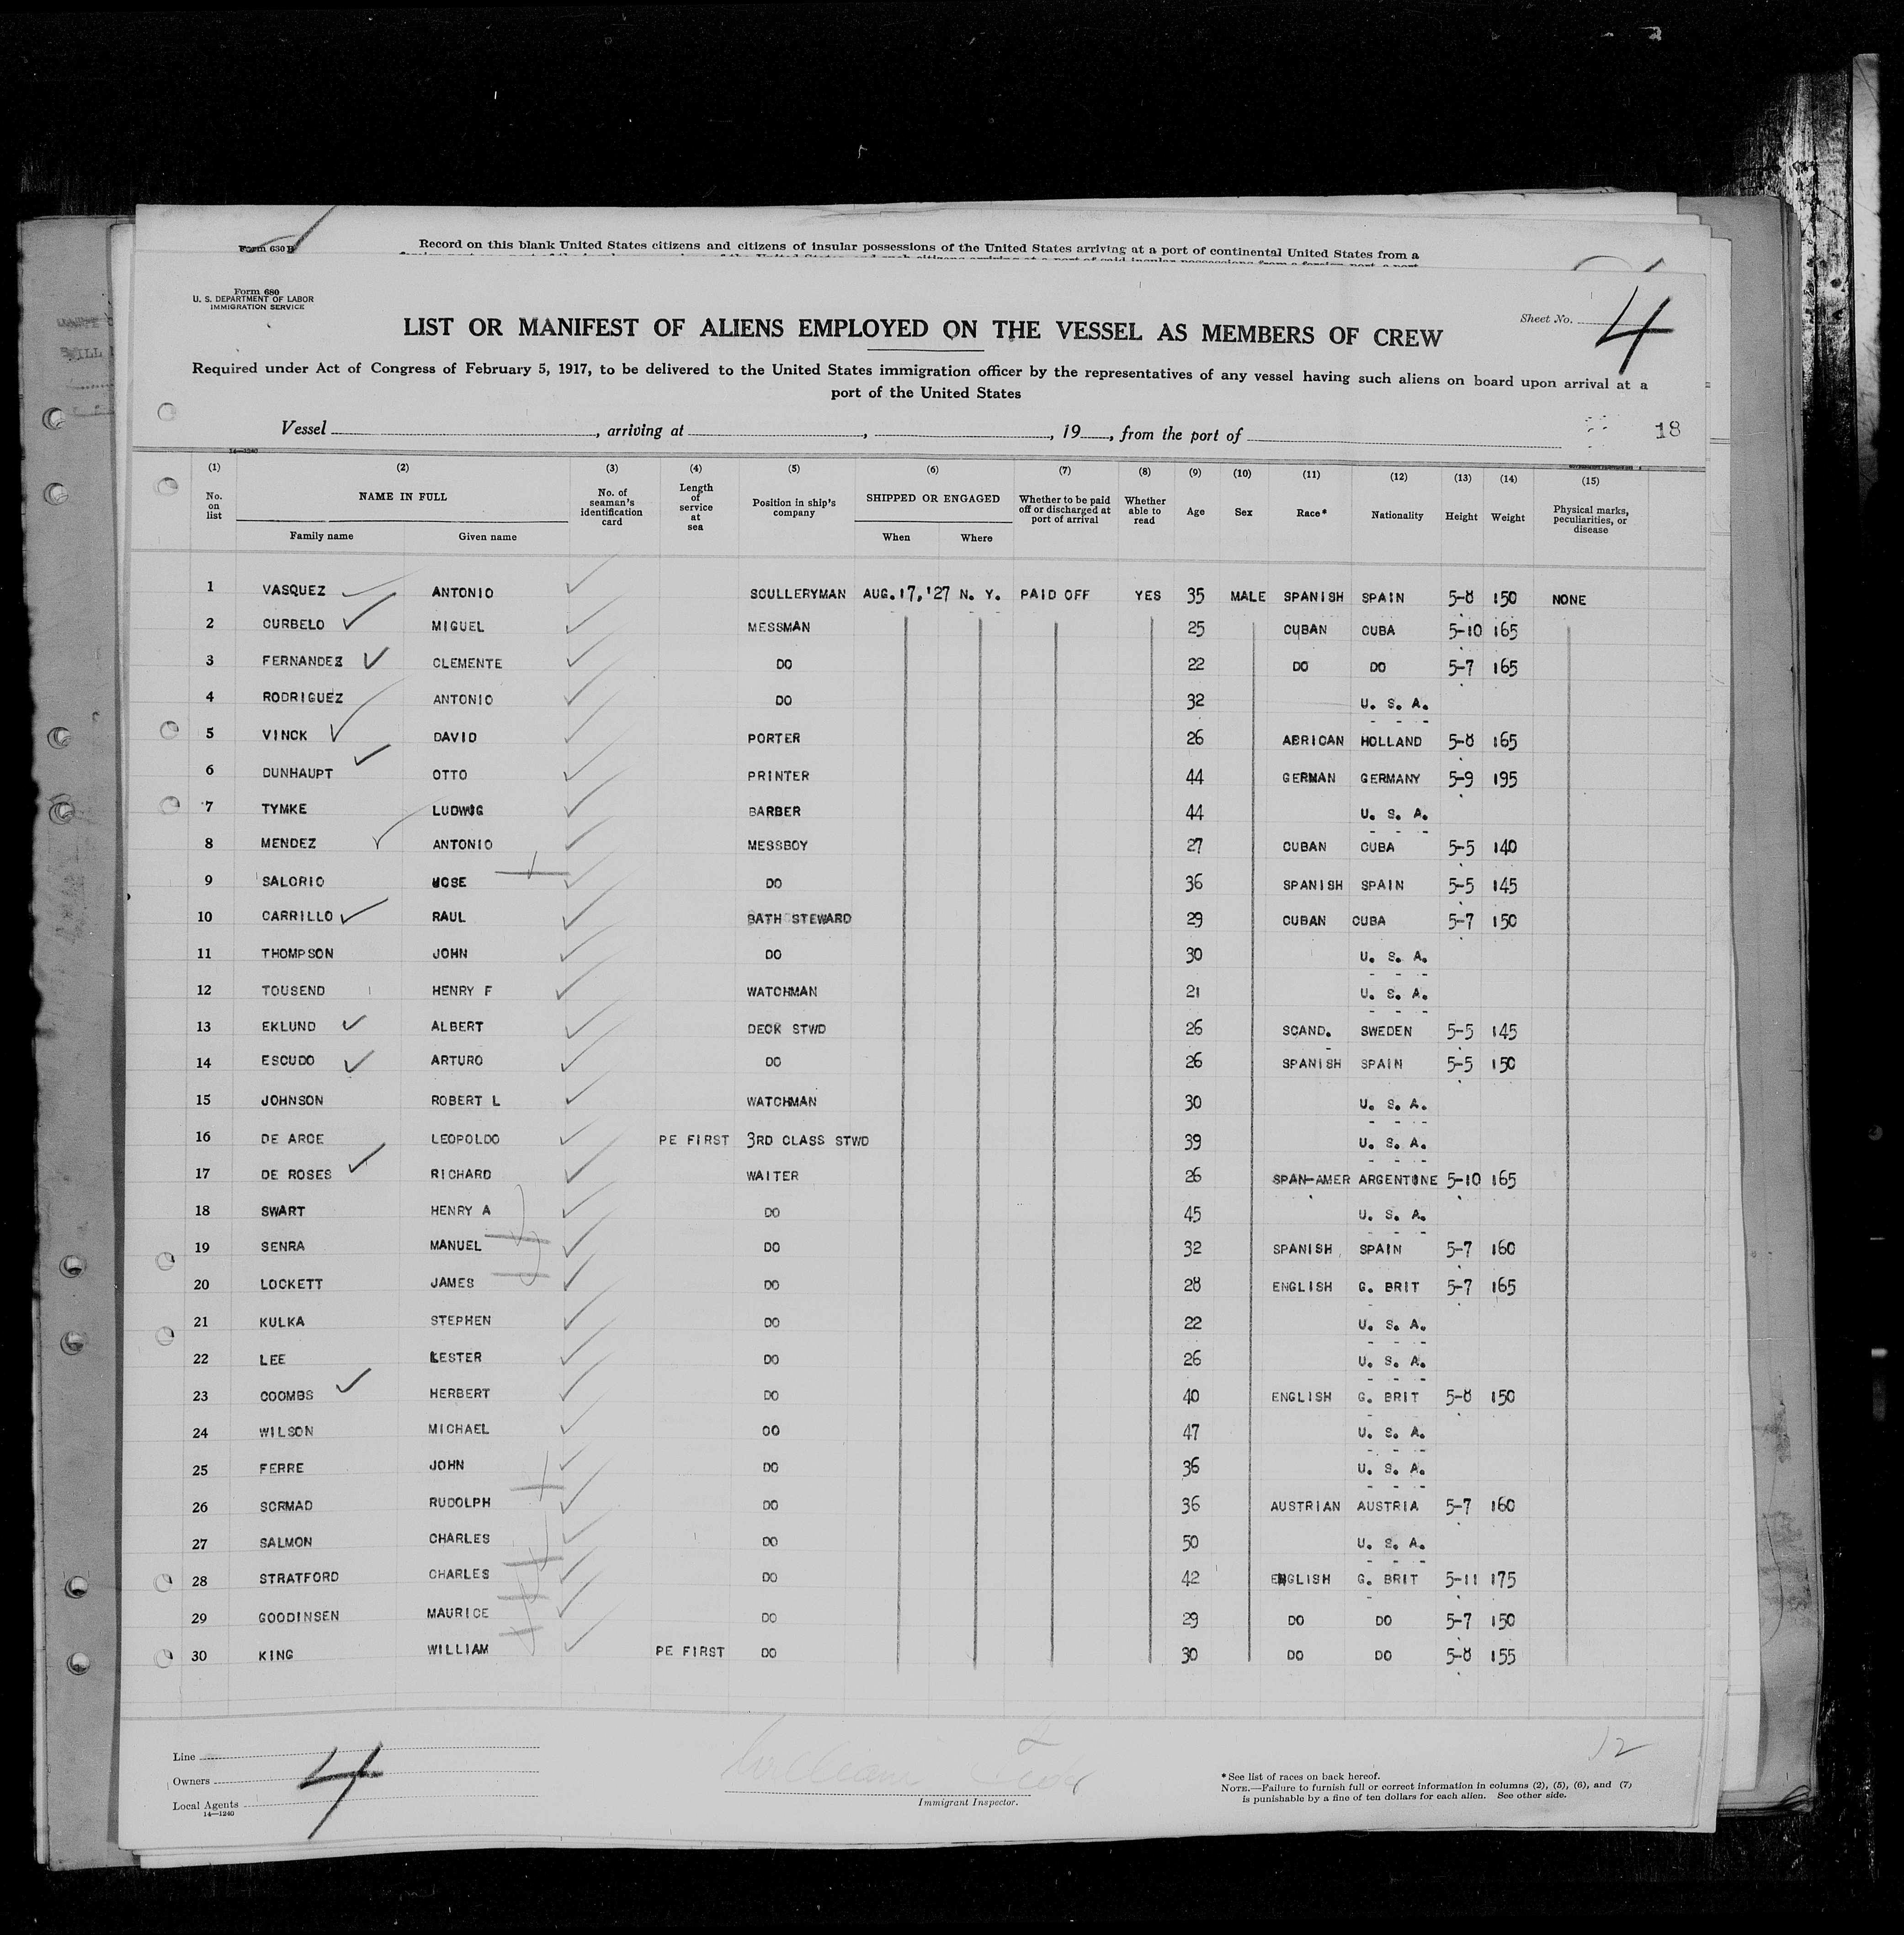 Form 630 B
Record on this blank United States citizens and citizens of insular possessions of the United States arriving at a port of continental United States from a
Form 680
U. S. DEPARTMENT OF LABOR
IMMIGRATION SERVICE
Sheet No. 4
LIST OR MANIFEST OF ALIENS EMPLOYED ON THE VESSEL AS MEMBERS OF CREW
Required under Act of Congress of February 5, 1917, to be delivered to the United States immigration officer by the representatives of any vessel having such aliens on board upon arrival at a
port of the United States
Vessel , arriving at , , 19 , from the port of
18
14—1240
(1) (2) (3) (4) (5) (6) (7) (8) (9) (10) (11) (12) (13) (14) (15)
No. on list NAME IN FULL No. of seaman's identification card Length of service at sea Position in ship's company SHIPPED OR ENGAGED Whether to be paid off or discharged at port of arrival Whether able to read Age Sex Race* Nationality Height Weight Physical marks, peculiarities, or disease
Family name Given name When Where
1 VASQUEZ ANTONIO SCULLERYMAN AUG. 17, '27 N. Y. PAID OFF YES 35 MALE SPANISH SPAIN 5-8 150 NONE
2 CURBELO MIGUEL MESSMAN 25 CUBAN CUBA 5-10 165
3 FERNANDEZ CLEMENTE DO 22 DO DO 5-7 165
4 RODRIGUEZ ANTONIO DO 32 U. S. A.
5 VINCK DAVID PORTER 26 AFRICAN HOLLAND 5-8 165
6 DUNHAUPT OTTO PRINTER 44 GERMAN GERMANY 5-9 195
7 TYMKE LUDWIG BARBER 44 U. S. A.
8 MENDEZ ANTONIO MESSBOY 27 CUBAN CUBA 5-5 140
9 SALORIO JOSE DO 36 SPANISH SPAIN 5-5 145
10 CARRILLO RAUL BATH STEWARD 29 CUBAN CUBA 5-7 150
11 THOMPSON JOHN DO 30 U. S. A.
12 TOUSEND HENRY F WATCHMAN 21 U. S. A.
13 EKLUND ALBERT DECK STWD 26 SCAND. SWEDEN 5-5 145
14 ESCUDO ARTURO DO 26 SPANISH SPAIN 5-5 150
15 JOHNSON ROBERT L WATCHMAN 30 U. S. A.
16 DE ARCE LEOPOLDO PE FIRST 3RD CLASS STWD 39 U. S. A.
17 DE ROSES RICHARD WAITER 26 SPAN-AMER ARGENTINE 5-10 165
18 SWART HENRY A DO 45 U. S. A.
19 SENRA MANUEL DO 32 SPANISH SPAIN 5-7 160
20 LOCKETT JAMES DO 28 ENGLISH G. BRIT 5-7 165
21 KULKA STEPHEN DO 22 U. S. A.
22 LEE LESTER DO 26 U. S. A.
23 COOMBS HERBERT DO 40 ENGLISH G. BRIT 5-8 150
24 WILSON MICHAEL DO 47 U. S. A.
25 FERRE JOHN DO 36 U. S. A.
26 SCRMAD RUDOLPH DO 36 AUSTRIAN AUSTRIA 5-7 160
27 SALMON CHARLES DO 50 U. S. A.
28 STRATFORD CHARLES DO 42 ENGLISH G. BRIT 5-11 175
29 GOODINSEN MAURICE DO 29 DO DO 5-7 150
30 KING WILLIAM PE FIRST DO 30 DO DO 5-8 155
Line
Owners
Local Agents
14—1240
4
Immigrant Inspector.
12
* See list of races on back hereof.
NOTE.—Failure to furnish full or correct information in columns (2), (5), (6), and (7)
is punishable by a fine of ten dollars for each alien. See other side.